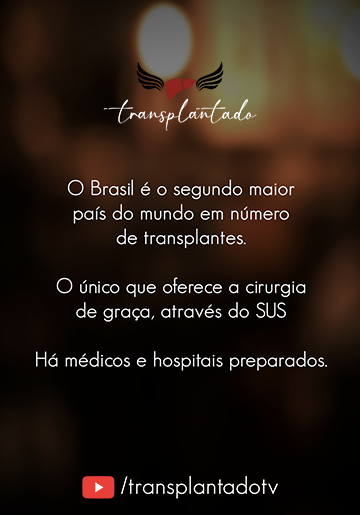 transplantado
O Brasil é o segundo maior
país do mundo em número
de transplantes.
O único que oferece a cirurgia
de graça, através do SUS
Há médicos e hospitais preparados.
/transplantadotv